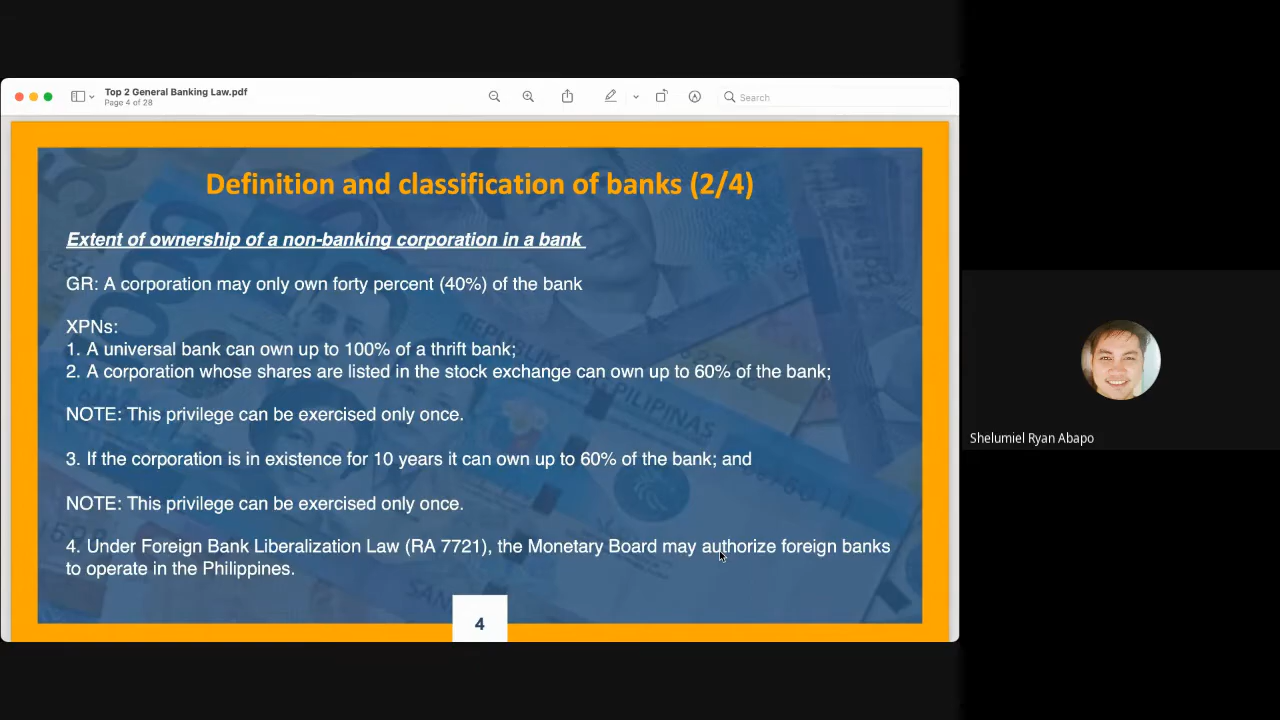 Top 2 General Banking Law.pdf
Page 4 of 28
Search
Definition and classification of banks (2/4)
Extent of ownership of a non-banking corporation in a bank
GR: A corporation may only own forty percent (40%) of the bank
XPNs:
1. A universal bank can own up to 100% of a thrift bank;
2. A corporation whose shares are listed in the stock exchange can own up to 60% of the bank;
NOTE: This privilege can be exercised only once.
3. If the corporation is in existence for 10 years it can own up to 60% of the bank; and
NOTE: This privilege can be exercised only once.
4. Under Foreign Bank Liberalization Law (RA 7721), the Monetary Board may authorize foreign banks
to operate in the Philippines.
4
Shelumiel Ryan Abapo